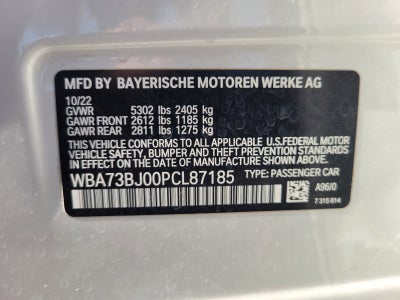 MFD BY BAYERISCHE MOTOREN WERKE AG
10/22
GVWR 5302 lbs 2405 kg
GAWR FRONT 2612 lbs 1185 kg
GAWR REAR 2811 lbs 1275 kg
THIS VEHICLE CONFORMS TO ALL APPLICABLE U.S.FEDERAL MOTOR
VEHICLE SAFETY, BUMPER AND THEFT PREVENTION STANDARDS
IN EFFECT ON THE DATE OF MANUFACTURE SHOWN ABOVE.
WBA73BJ00PCL87185 TYPE: PASSENGER CAR
A96/0
7 315 814